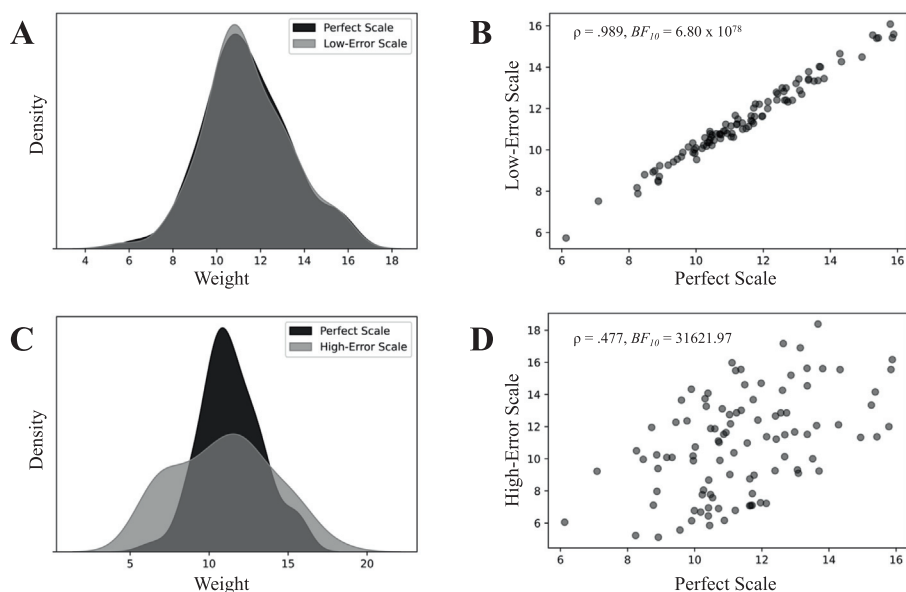 A
Perfect Scale
Low-Error Scale
Density
4 6 8 10 12 14 16 18
Weight
B
ρ = .989, BF₁₀ = 6.80 x 10⁷⁸
Low-Error Scale
16
14
12
10
8
6
6 8 10 12 14 16
Perfect Scale
C
Perfect Scale
High-Error Scale
Density
5 10 15 20
Weight
D
ρ = .477, BF₁₀ = 31621.97
High-Error Scale
18
16
14
12
10
8
6
6 8 10 12 14 16
Perfect Scale